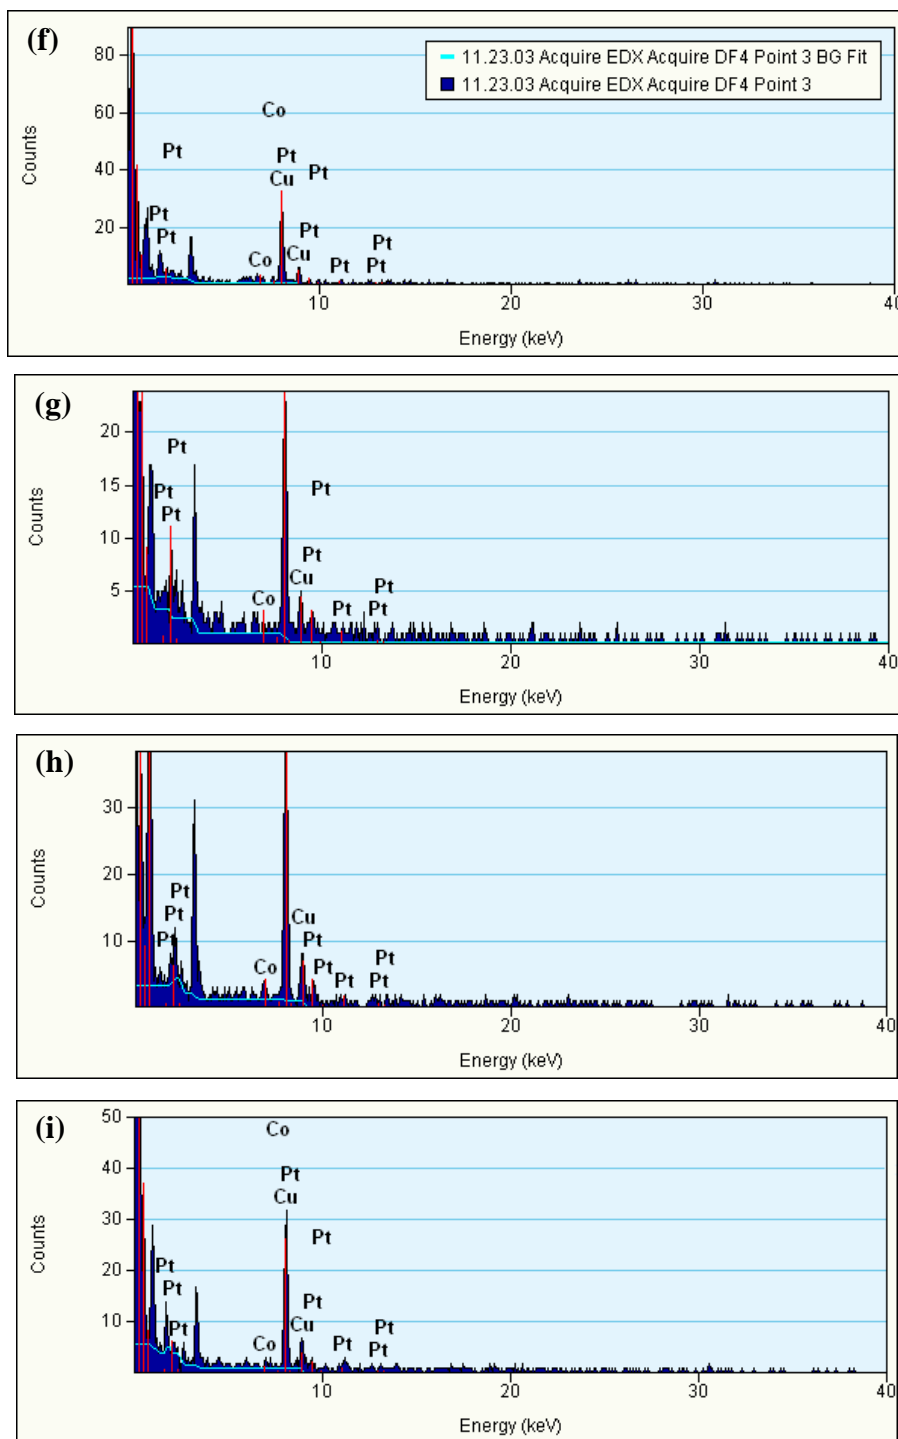 (f)
80
60
40
20
Counts
11.23.03 Acquire EDX Acquire DF4 Point 3 BG Fit
11.23.03 Acquire EDX Acquire DF4 Point 3
Co
Pt
Pt
Cu
Pt
Pt
Pt
Co
Pt
Cu
Pt
Pt
Pt
10
20
30
40
Energy (keV)
(g)
20
15
10
5
Counts
Pt
Pt
Pt
Pt
Pt
Cu
Co
Pt
Pt
Pt
10
20
30
40
Energy (keV)
(h)
30
20
10
Counts
Pt
Pt
Pt
Cu
Pt
Co
Pt
Pt
Pt
Pt
10
20
30
40
Energy (keV)
(i)
50
40
30
20
10
Counts
Co
Pt
Cu
Pt
Pt
Pt
Pt
Pt
Cu
Co
Pt
Pt
Pt
10
20
30
40
Energy (keV)